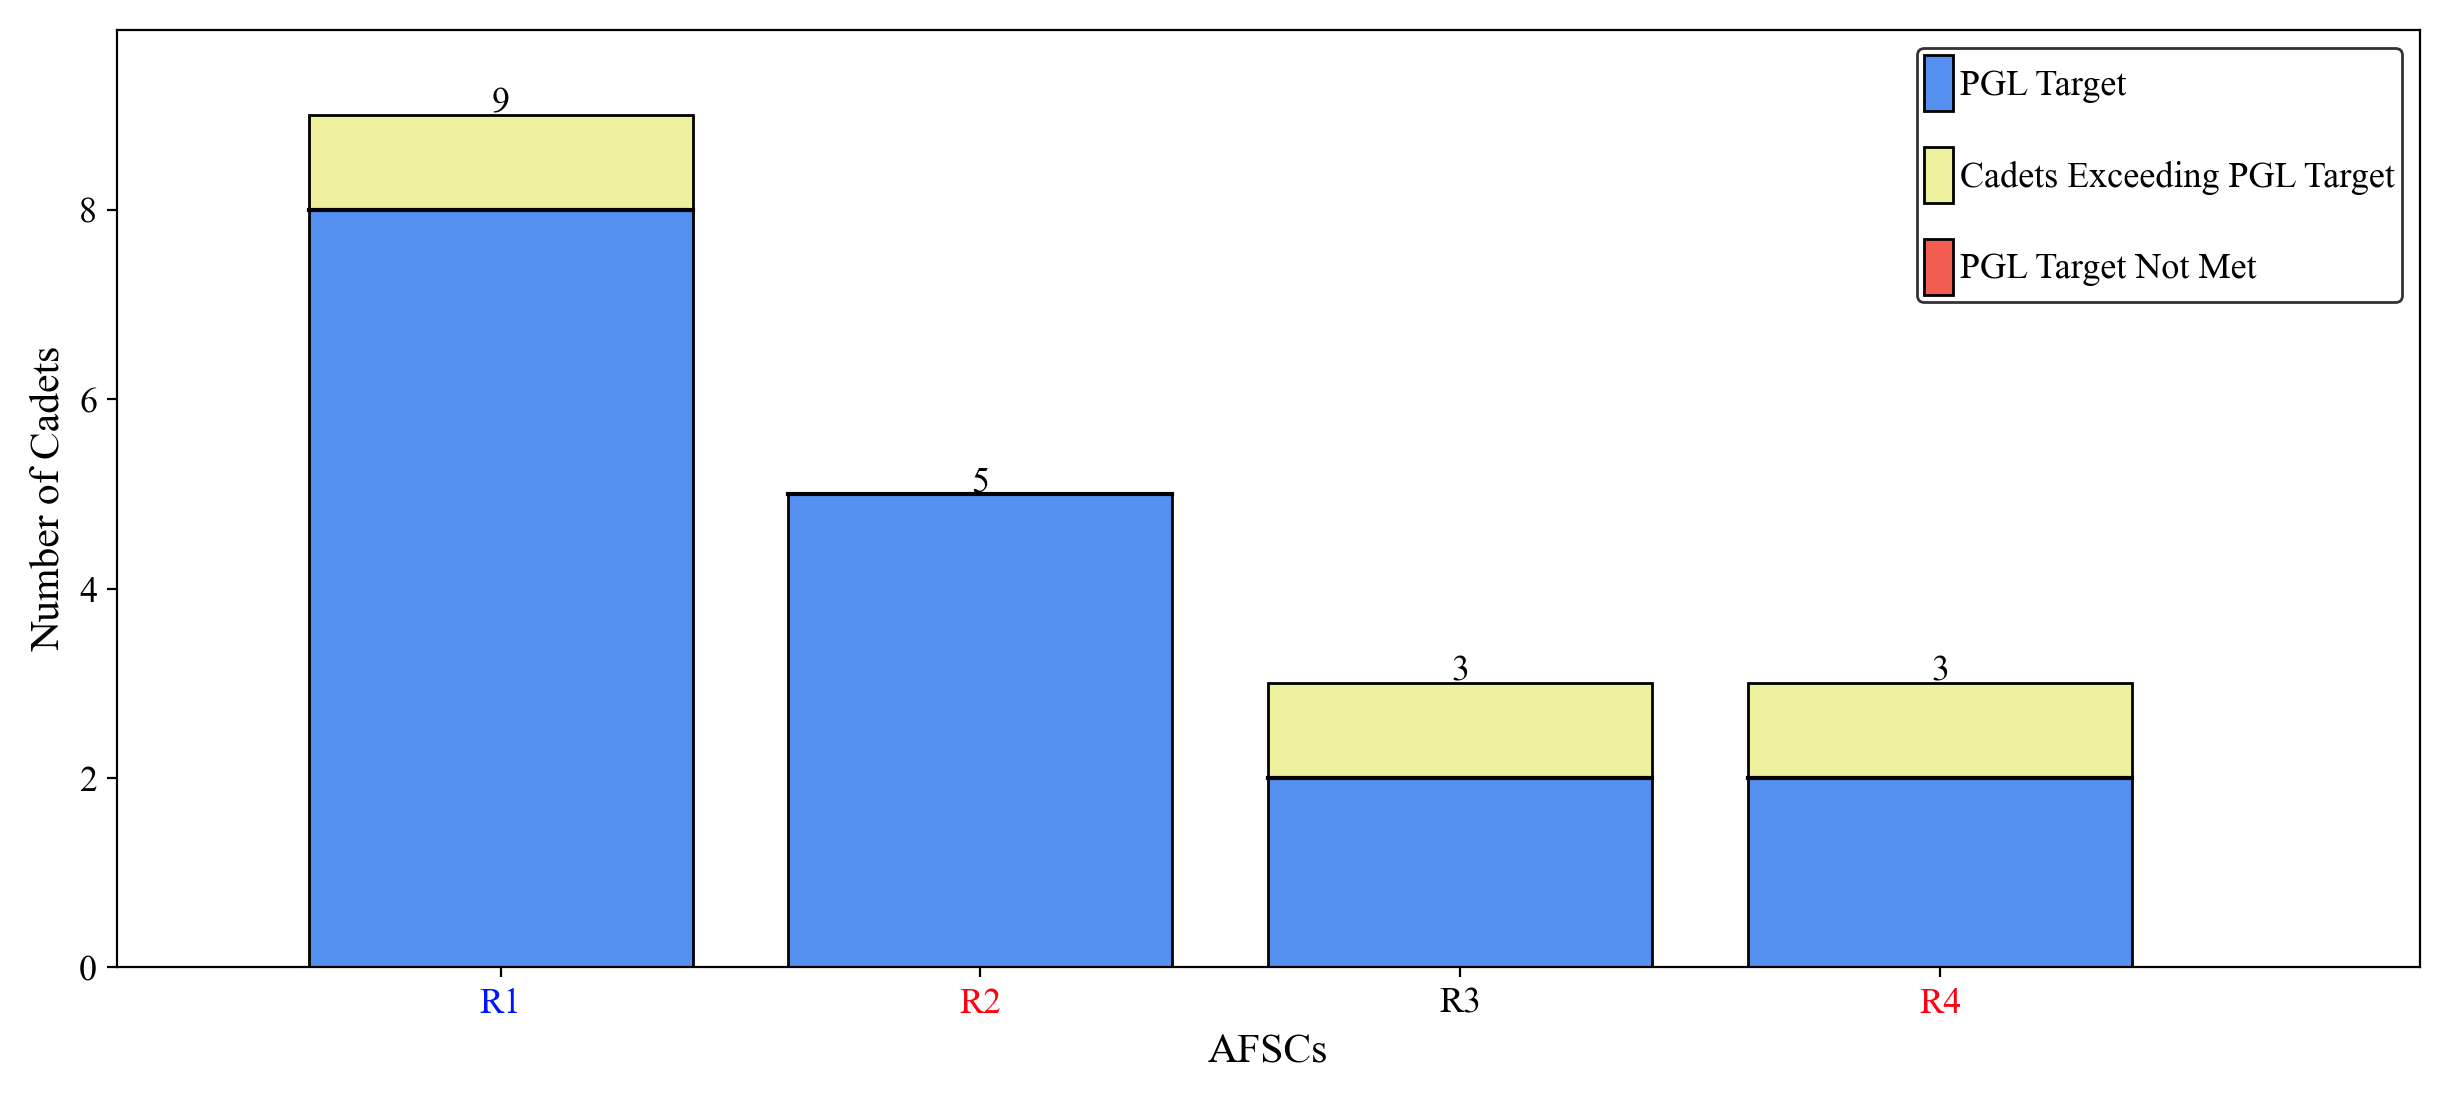 PGL Target
Cadets Exceeding PGL Target
PGL Target Not Met
Number of Cadets
8
6
4
2
0
9
5
3
3
R1
R2
R3
R4
AFSCs